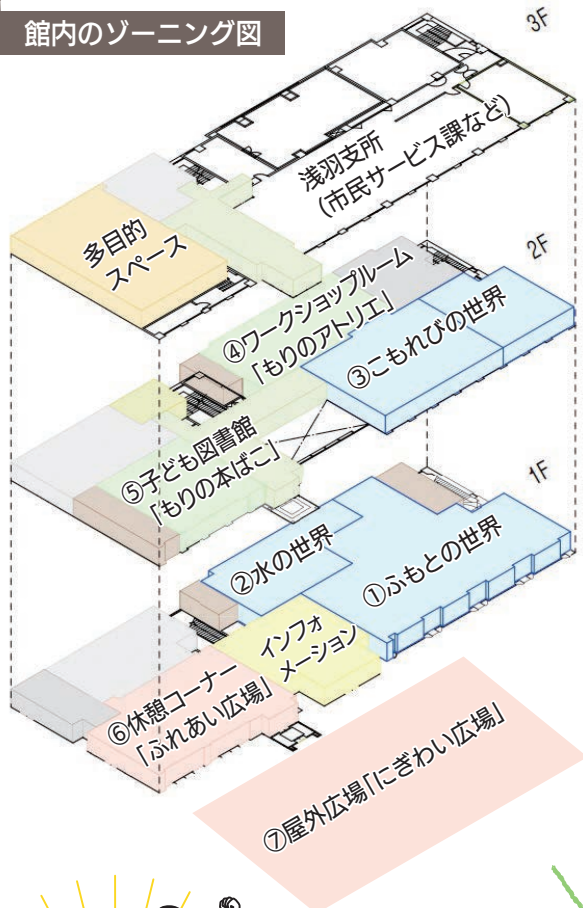 館内のゾーニング図
3F
浅羽支所
(市民サービス課など)
多目的
スペース
2F
④ワークショップルーム
「もりのアトリエ」
③こもれびの世界
⑤子ども図書館
「もりの本ばこ」
1F
②水の世界
①ふもとの世界
インフォ
メーション
⑥休憩コーナー
「ふれあい広場」
⑦屋外広場「にぎわい広場」